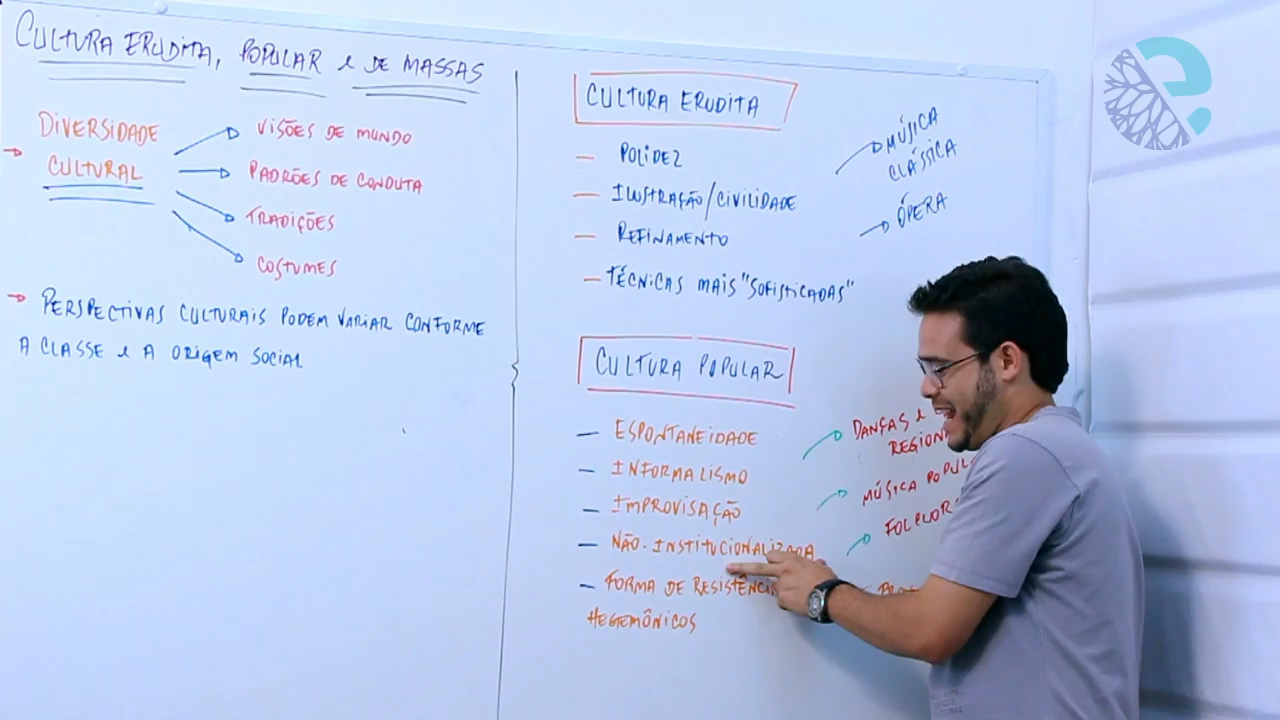 CULTURA ERUDITA, POPULAR e DE MASSAS
DIVERSIDADE
CULTURAL
VISÕES DE MUNDO
PADRÕES DE CONDUTA
TRADIÇÕES
COSTUMES
PERSPECTIVAS CULTURAIS PODEM VARIAR CONFORME
A CLASSE e A ORIGEM SOCIAL
CULTURA ERUDITA
- POLIDEZ
- ILUSTRAÇÃO/CIVILIDADE
- REFINAMENTO
- TÉCNICAS MAIS "SOFISTICADAS"
MÚSICA
CLÁSSICA
ÓPERA
CULTURA POPULAR
- ESPONTANEIDADE
- INFORMALISMO
- IMPROVISAÇÃO
- NÃO-INSTITUCIONALIZADA
- FORMA DE RESISTÊNCIA
HEGEMÔNICOS
DANÇAS e
MÚSICA